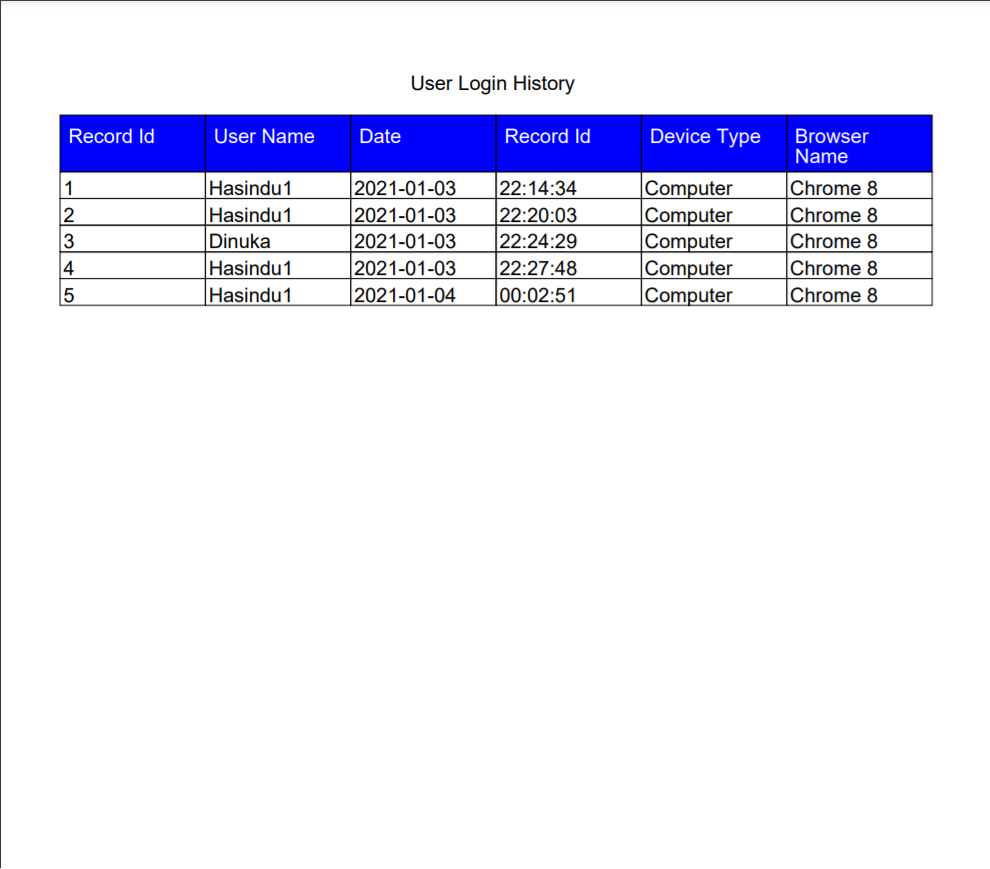 User Login History
Record Id User Name Date Record Id Device Type Browser
Name
1 Hasindu1 2021-01-03 22:14:34 Computer Chrome 8
2 Hasindu1 2021-01-03 22:20:03 Computer Chrome 8
3 Dinuka 2021-01-03 22:24:29 Computer Chrome 8
4 Hasindu1 2021-01-03 22:27:48 Computer Chrome 8
5 Hasindu1 2021-01-04 00:02:51 Computer Chrome 8